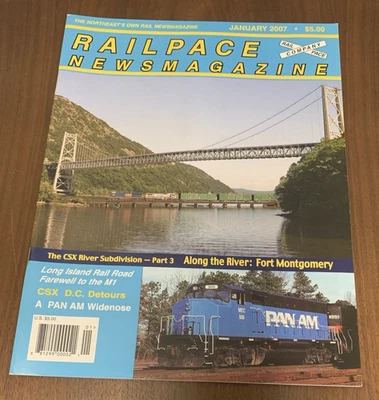 THE NORTHEAST'S OWN RAIL NEWSMAGAZINE
JANUARY 2007 • $5.00
RAILPACE
NEWSMAGAZINE
RAIL PACE
COMPANY
The CSX River Subdivision — Part 3
Along the River: Fort Montgomery
Long Island Rail Road
Farewell to the M1
CSX D.C. Detours
A PAN AM Widenose
U.S. $5.00
01>
PAN AM